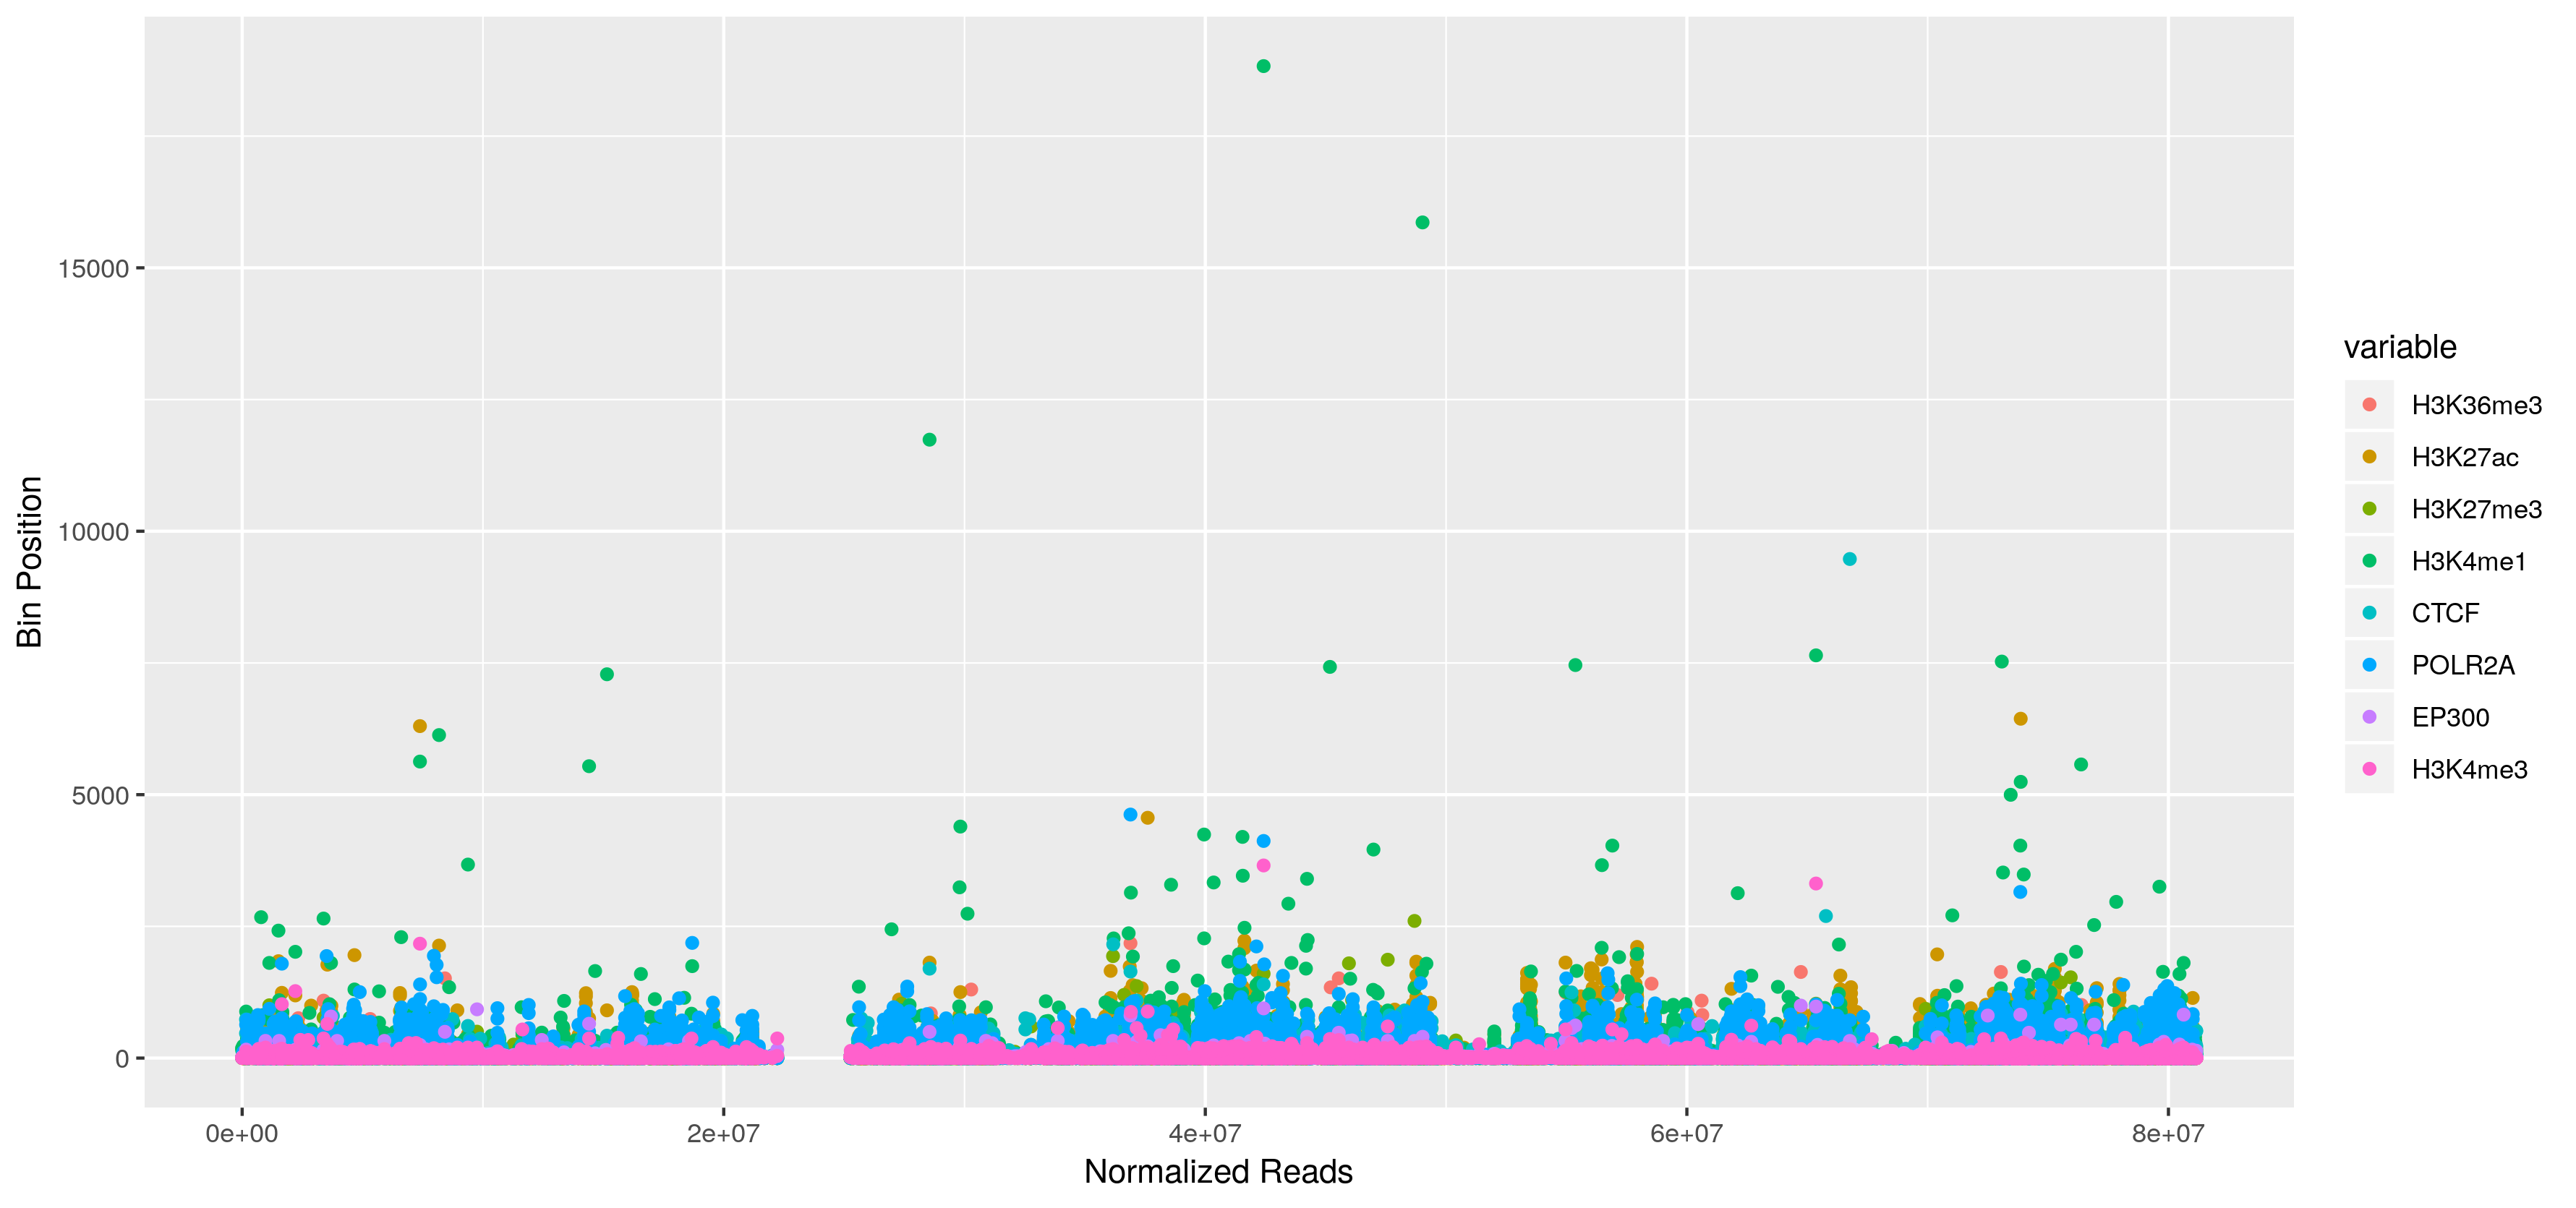 15000
10000
5000
0
Bin Position
0e+00
2e+07
4e+07
6e+07
8e+07
Normalized Reads
variable
H3K36me3
H3K27ac
H3K27me3
H3K4me1
CTCF
POLR2A
EP300
H3K4me3